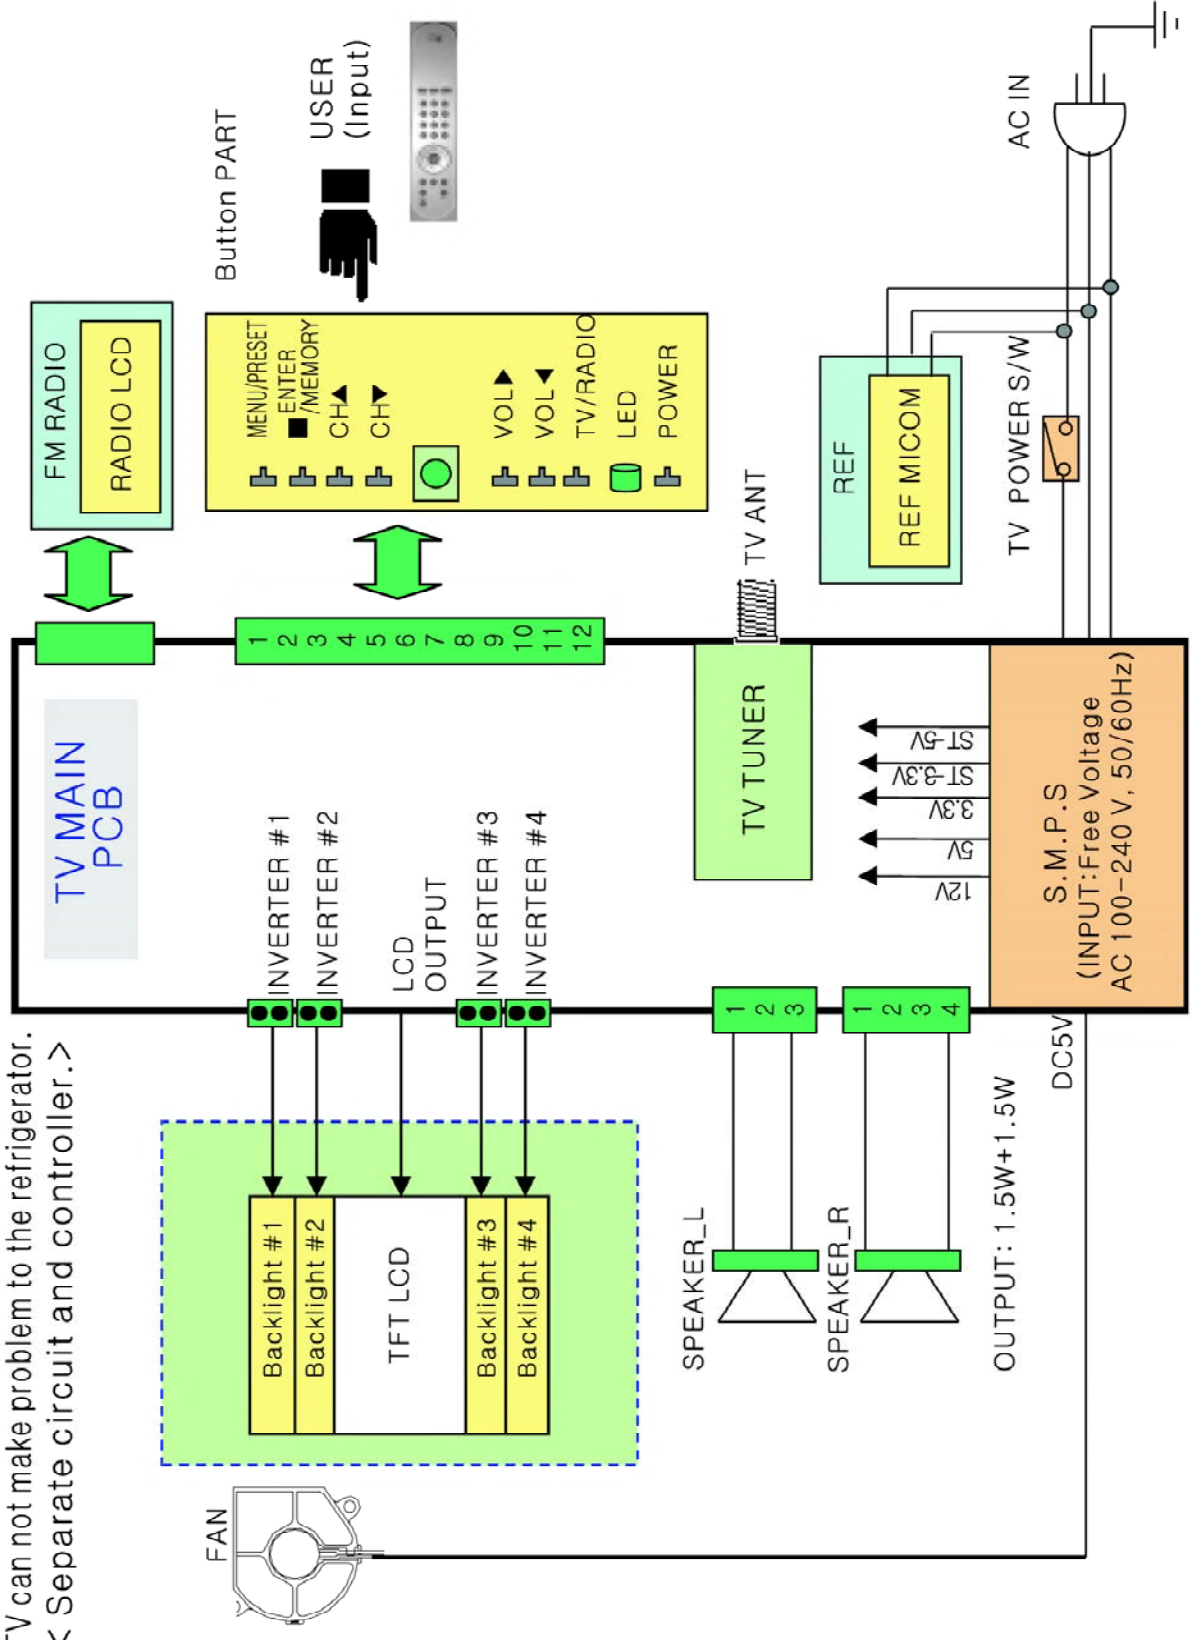 TV can not make problem to the refrigerator.
< Separate circuit and controller.>
TV MAIN
PCB
FM RADIO
RADIO LCD
Button PART
USER
(Input)
MENU/PRESET
ENTER
/MEMORY
CH▲
CH▼
VOL▲
VOL▼
TV/RADIO
LED
POWER
1
2
3
4
5
6
7
8
9
10
11
12
INVERTER #1
INVERTER #2
LCD
OUTPUT
INVERTER #3
INVERTER #4
Backlight #1
Backlight #2
TFT LCD
Backlight #3
Backlight #4
FAN
TV TUNER
TV ANT
SPEAKER_L
1
2
3
SPEAKER_R
1
2
3
4
OUTPUT: 1.5W+1.5W
DC5V
12V
5V
3.3V
ST-3.3V
ST-5V
S.M.P.S
(INPUT:Free Voltage
AC 100-240 V, 50/60Hz)
REF
REF MICOM
TV POWER S/W
AC IN